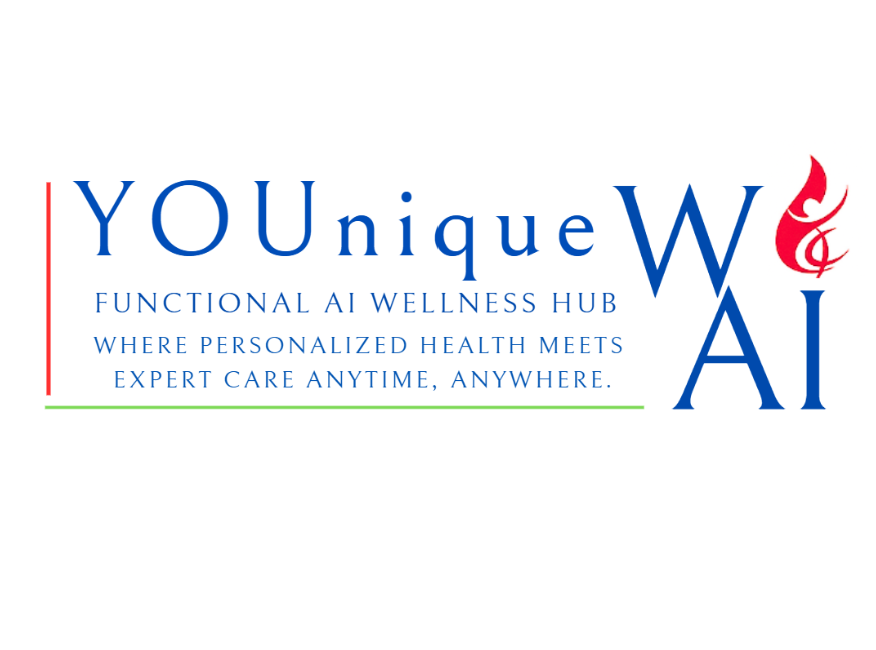 YOUnique W
AI
FUNCTIONAL AI WELLNESS HUB
WHERE PERSONALIZED HEALTH MEETS
EXPERT CARE ANYTIME, ANYWHERE.